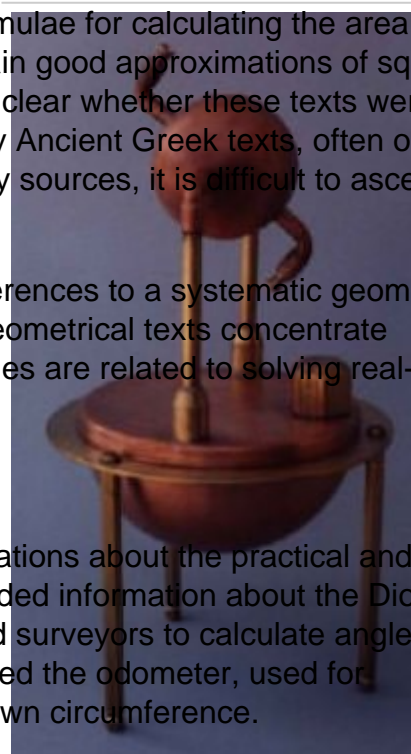 mulae for calculating the area
in good approximations of sq
clear whether these texts wer
y Ancient Greek texts, often o
y sources, it is difficult to asce
erences to a systematic geom
eometrical texts concentrate
es are related to solving real-
ations about the practical and
ded information about the Dio
d surveyors to calculate angle
ed the odometer, used for
wn circumference.